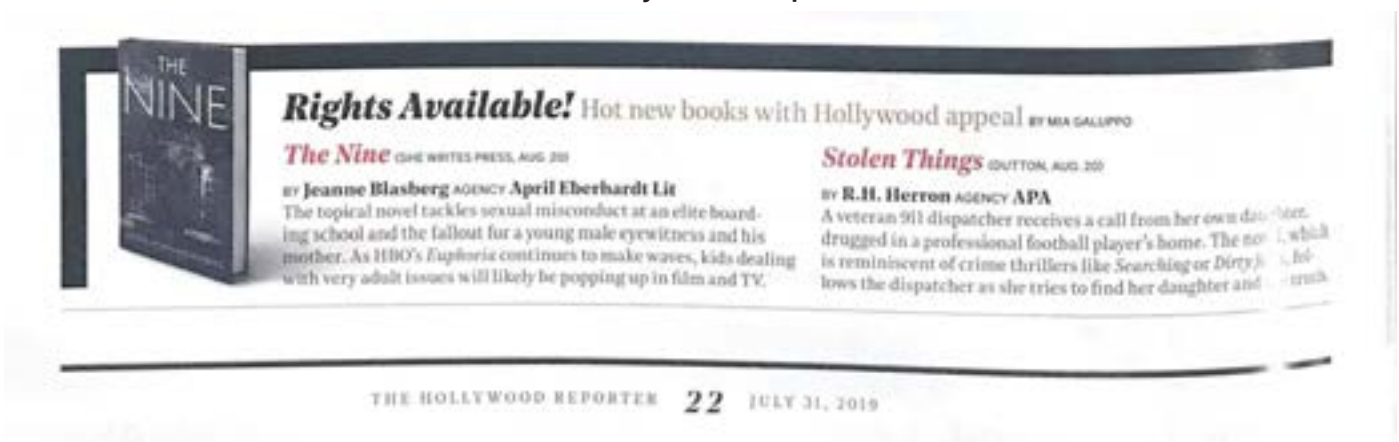 THE
NINE
Rights Available! Hot new books with Hollywood appeal BY MIA GALUPPO
The Nine (SHE WRITES PRESS, AUG. 20)
BY Jeanne Blasberg AGENCY April Eberhardt Lit
The topical novel tackles sexual misconduct at an elite board-
ing school and the fallout for a young male eyewitness and his
mother. As HBO's Euphoria continues to make waves, kids dealing
with very adult issues will likely be popping up in film and TV.
Stolen Things (DUTTON, AUG. 20)
BY R.H. Herron AGENCY APA
A veteran 911 dispatcher receives a call from her own
drugged in a professional football player's home. The which
is reminiscent of crime thrillers like Searching or Dirty fol-
lows the dispatcher as she tries to find her daughter and truth.
THE HOLLYWOOD REPORTER 22 JULY 31, 2019